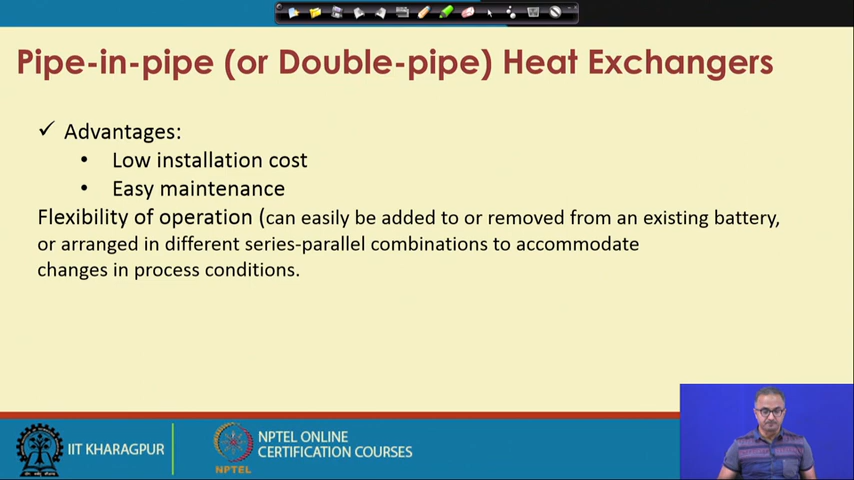 Pipe-in-pipe (or Double-pipe) Heat Exchangers
✓ Advantages:
• Low installation cost
• Easy maintenance
Flexibility of operation (can easily be added to or removed from an existing battery,
or arranged in different series-parallel combinations to accommodate
changes in process conditions.
IIT KHARAGPUR
NPTEL
NPTEL ONLINE
CERTIFICATION COURSES